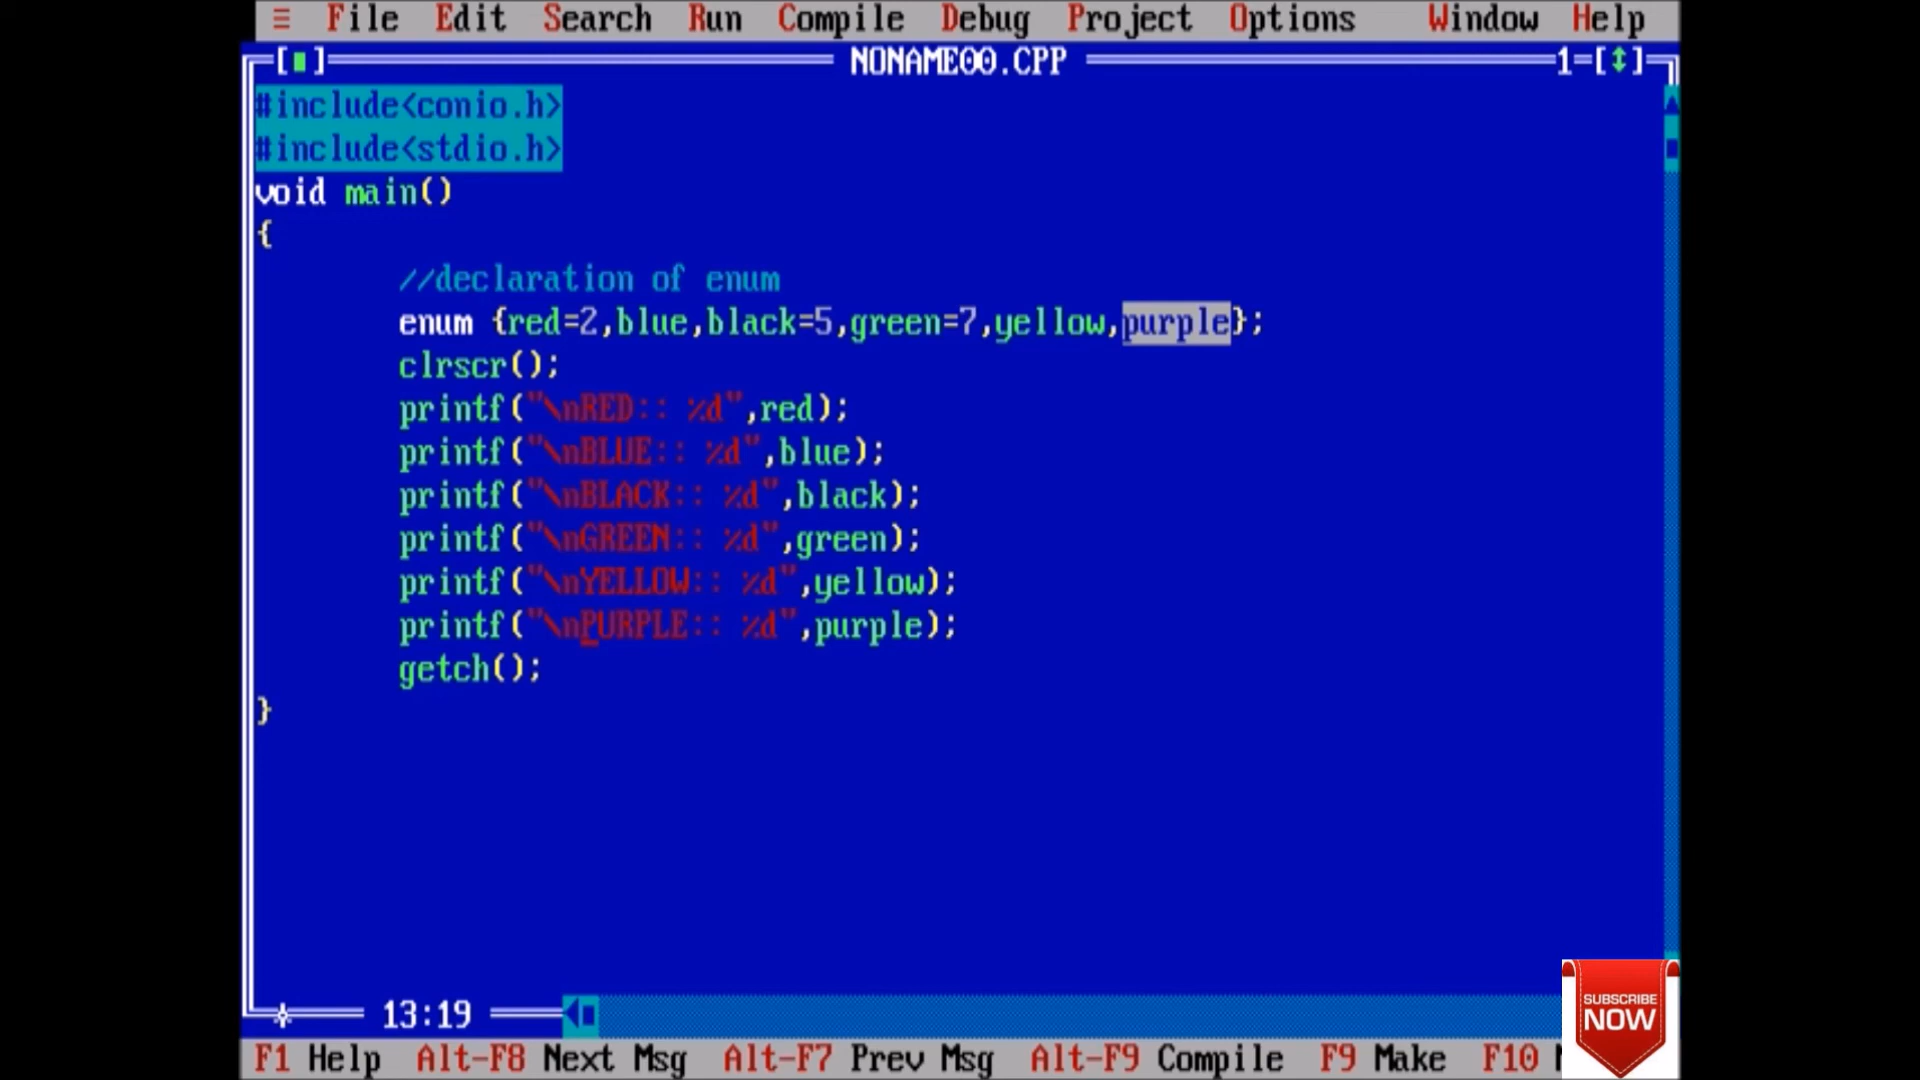 ≡ File Edit Search Run Compile Debug Project Options Window Help
[■] NONAME00.CPP 1=[↕]
#include<conio.h>
#include<stdio.h>
void main()
{
//declaration of enum
enum {red=2,blue,black=5,green=7,yellow,purple};
clrscr();
printf("\nRED:: %d",red);
printf("\nBLUE:: %d",blue);
printf("\nBLACK:: %d",black);
printf("\nGREEN:: %d",green);
printf("\nYELLOW:: %d",yellow);
printf("\nPURPLE:: %d",purple);
getch();
}
13:19
F1 Help Alt-F8 Next Msg Alt-F7 Prev Msg Alt-F9 Compile F9 Make F10
SUBSCRIBE
NOW